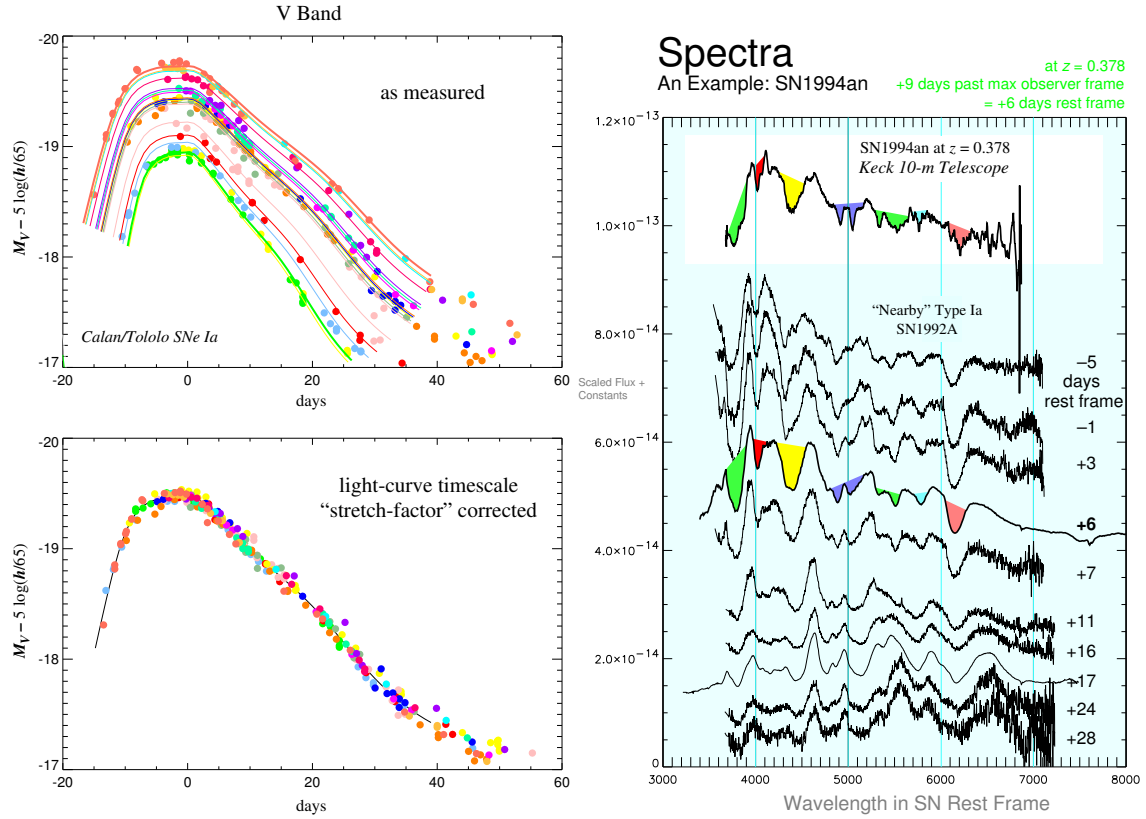 V Band
-20
-19
-18
-17
M_V − 5 log(h/65)
as measured
Calan/Tololo SNe Ia
-20
0
20
40
60
days
-20
-19
-18
-17
M_V − 5 log(h/65)
light-curve timescale
“stretch-factor” corrected
-20
0
20
40
60
days
Spectra
An Example: SN1994an
at z = 0.378
+9 days past max observer frame
= +6 days rest frame
1.2×10⁻¹³
1.0×10⁻¹³
8.0×10⁻¹⁴
6.0×10⁻¹⁴
4.0×10⁻¹⁴
2.0×10⁻¹⁴
0
Scaled Flux +
Constants
SN1994an at z = 0.378
Keck 10-m Telescope
“Nearby” Type Ia
SN1992A
−5
days
rest frame
−1
+3
+6
+7
+11
+16
+17
+24
+28
3000
4000
5000
6000
7000
8000
Wavelength in SN Rest Frame